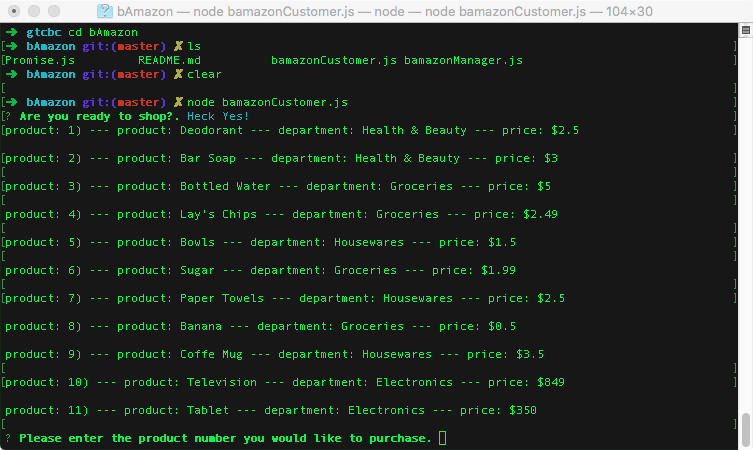 bAmazon — node bamazonCustomer.js — node — node bamazonCustomer.js — 104×30
➜ gtcbc cd bAmazon
[➜ bAmazon git:(master) ✗ ls ]
[Promise.js README.md bamazonCustomer.js bamazonManager.js ]
➜ bAmazon git:(master) ✗ clear
[ ]
[➜ bAmazon git:(master) ✗ node bamazonCustomer.js ]
[? Are you ready to shop?. Heck Yes! ]
[product: 1) --- product: Deodorant --- department: Health & Beauty --- price: $2.5 ]
[product: 2) --- product: Bar Soap --- department: Health & Beauty --- price: $3 ]
[ ]
[product: 3) --- product: Bottled Water --- department: Groceries --- price: $5 ]
[ ]
product: 4) --- product: Lay's Chips --- department: Groceries --- price: $2.49
[ ]
[product: 5) --- product: Bowls --- department: Housewares --- price: $1.5 ]
[ ]
product: 6) --- product: Sugar --- department: Groceries --- price: $1.99
[ ]
[product: 7) --- product: Paper Towels --- department: Housewares --- price: $2.5 ]
product: 8) --- product: Banana --- department: Groceries --- price: $0.5
product: 9) --- product: Coffe Mug --- department: Housewares --- price: $3.5
[ ]
[product: 10) --- product: Television --- department: Electronics --- price: $849 ]
product: 11) --- product: Tablet --- department: Electronics --- price: $350
[ ]
? Please enter the product number you would like to purchase.